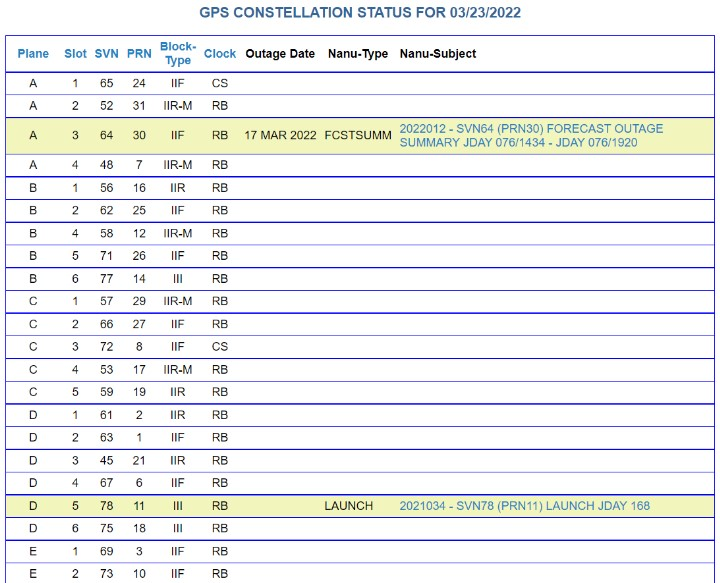 GPS CONSTELLATION STATUS FOR 03/23/2022
Plane Slot SVN PRN Block-Type Clock Outage Date Nanu-Type Nanu-Subject
A 1 65 24 IIF CS
A 2 52 31 IIR-M RB
A 3 64 30 IIF RB 17 MAR 2022 FCSTSUMM 2022012 - SVN64 (PRN30) FORECAST OUTAGE
SUMMARY JDAY 076/1434 - JDAY 076/1920
A 4 48 7 IIR-M RB
B 1 56 16 IIR RB
B 2 62 25 IIF RB
B 4 58 12 IIR-M RB
B 5 71 26 IIF RB
B 6 77 14 III RB
C 1 57 29 IIR-M RB
C 2 66 27 IIF RB
C 3 72 8 IIF CS
C 4 53 17 IIR-M RB
C 5 59 19 IIR RB
D 1 61 2 IIR RB
D 2 63 1 IIF RB
D 3 45 21 IIR RB
D 4 67 6 IIF RB
D 5 78 11 III RB LAUNCH 2021034 - SVN78 (PRN11) LAUNCH JDAY 168
D 6 75 18 III RB
E 1 69 3 IIF RB
E 2 73 10 IIF RB